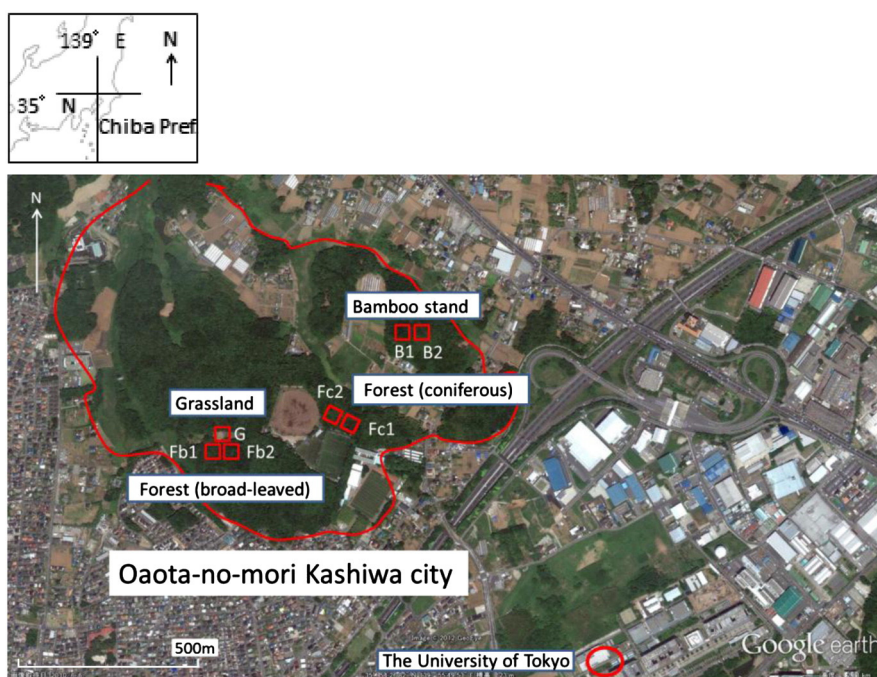 139° E N
35° N
Chiba Pref.
N
Bamboo stand
B1 B2
Forest (coniferous)
Fc2
Fc1
Grassland
G
Fb1 Fb2
Forest (broad-leaved)
Oaota-no-mori Kashiwa city
500m
The University of Tokyo
Google earth